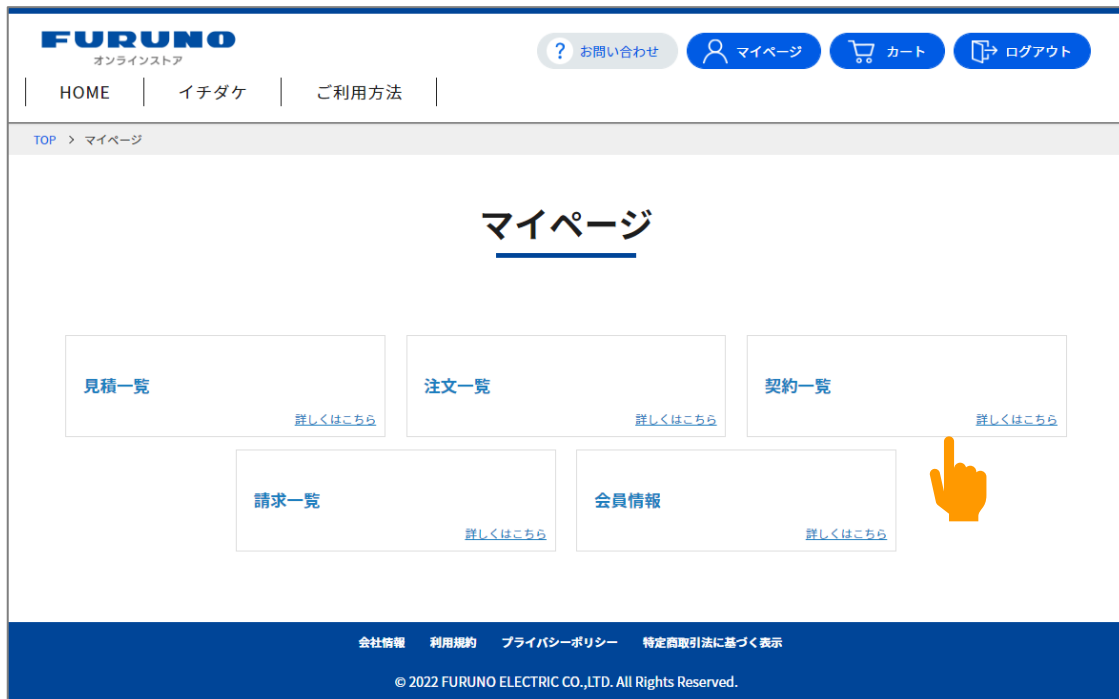 FURUNO
オンラインストア
? お問い合わせ
マイページ
カート
ログアウト
HOME
イチダケ
ご利用方法
TOP > マイページ
マイページ
見積一覧
詳しくはこちら
注文一覧
詳しくはこちら
契約一覧
詳しくはこちら
請求一覧
詳しくはこちら
会員情報
詳しくはこちら
会社情報 利用規約 プライバシーポリシー 特定商取引法に基づく表示
© 2022 FURUNO ELECTRIC CO.,LTD. All Rights Reserved.